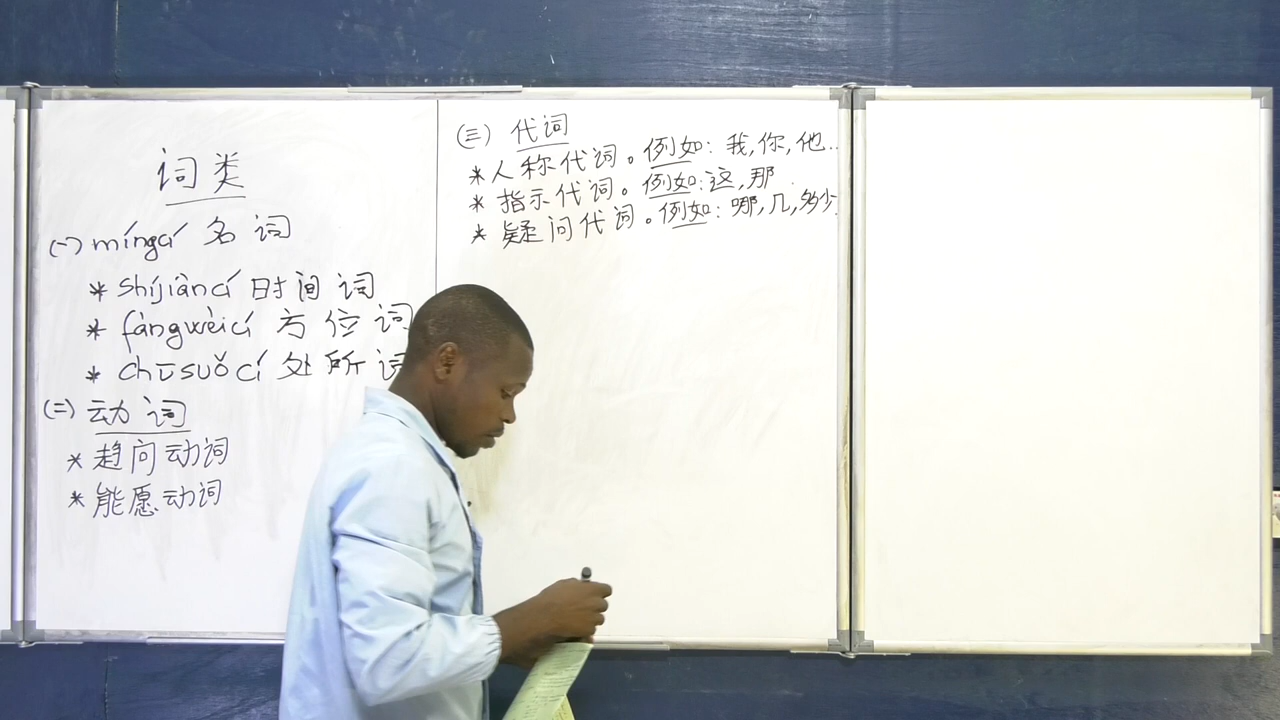 词类
(一) míngcí 名词
* shíjiàncí 时间词
* fāngwèicí 方位词
* chūsuǒcí 处所词
(二) 动词
* 趋向动词
* 能愿动词
(三) 代词
* 人称代词。例如: 我,你,他..
* 指示代词。例如:这,那
* 疑问代词。例如: 哪,几,多少